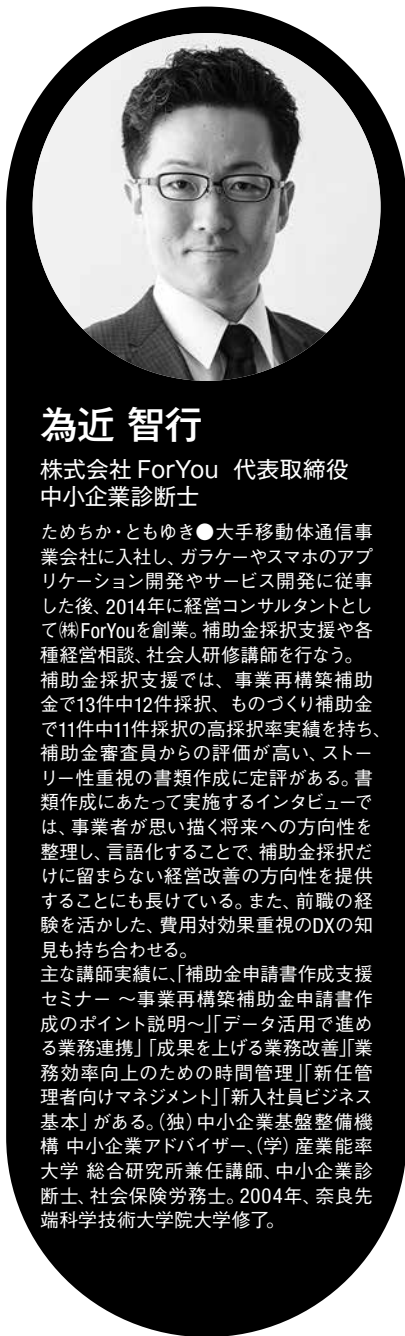 為近 智行
株式会社 ForYou 代表取締役
中小企業診断士
ためちか・ともゆき●大手移動体通信事
業会社に入社し、ガラケーやスマホのアプ
リケーション開発やサービス開発に従事
した後、2014年に経営コンサルタントとし
て㈱ForYouを創業。補助金採択支援や各
種経営相談、社会人研修講師を行なう。
補助金採択支援では、事業再構築補助
金で13件中12件採択、ものづくり補助金
で11件中11件採択の高採択率実績を持ち、
補助金審査員からの評価が高い、ストー
リー性重視の書類作成に定評がある。書
類作成にあたって実施するインタビューで
は、事業者が思い描く将来への方向性を
整理し、言語化することで、補助金採択だ
けに留まらない経営改善の方向性を提供
することにも長けている。また、前職の経
験を活かした、費用対効果重視のDXの知
見も持ち合わせる。
主な講師実績に、「補助金申請書作成支援
セミナー ～事業再構築補助金申請書作
成のポイント説明～」「データ活用で進め
る業務連携」「成果を上げる業務改善」「業
務効率向上のための時間管理」「新任管
理者向けマネジメント」「新入社員ビジネス
基本」がある。(独)中小企業基盤整備機
構 中小企業アドバイザー、(学)産業能率
大学 総合研究所兼任講師、中小企業診
断士、社会保険労務士。2004年、奈良先
端科学技術大学院大学修了。